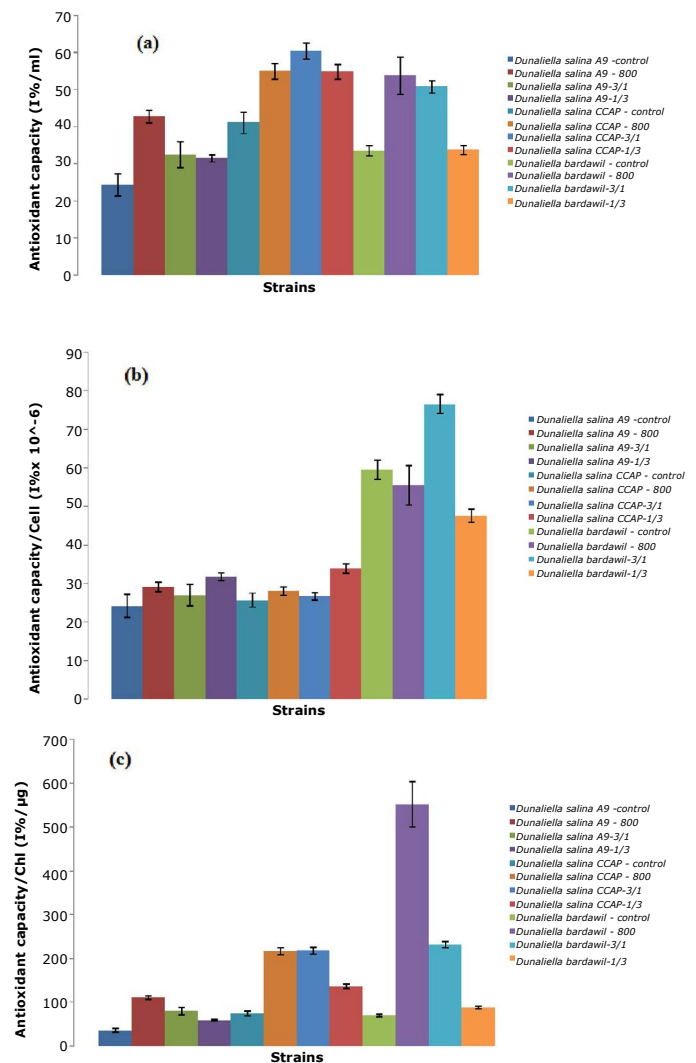 (a)
Antioxidant capacity (I%/ml)
70
60
50
40
30
20
10
0
Strains
Dunaliella salina A9 -control
Dunaliella salina A9 - 800
Dunaliella salina A9-3/1
Dunaliella salina A9-1/3
Dunaliella salina CCAP - control
Dunaliella salina CCAP - 800
Dunaliella salina CCAP-3/1
Dunaliella salina CCAP-1/3
Dunaliella bardawil - control
Dunaliella bardawil - 800
Dunaliella bardawil-3/1
Dunaliella bardawil-1/3
(b)
Antioxidant capacity/Cell (I%x 10^-6)
90
80
70
60
50
40
30
20
10
0
Strains
Dunaliella salina A9 -control
Dunaliella salina A9 - 800
Dunaliella salina A9-3/1
Dunaliella salina A9-1/3
Dunaliella salina CCAP - control
Dunaliella salina CCAP - 800
Dunaliella salina CCAP-3/1
Dunaliella salina CCAP-1/3
Dunaliella bardawil - control
Dunaliella bardawil - 800
Dunaliella bardawil-3/1
Dunaliella bardawil-1/3
(c)
Antioxidant capacity/Chl (I%/µg)
700
600
500
400
300
200
100
0
Strains
Dunaliella salina A9 -control
Dunaliella salina A9 - 800
Dunaliella salina A9-3/1
Dunaliella salina A9-1/3
Dunaliella salina CCAP - control
Dunaliella salina CCAP - 800
Dunaliella salina CCAP-3/1
Dunaliella salina CCAP-1/3
Dunaliella bardawil - control
Dunaliella bardawil - 800
Dunaliella bardawil-3/1
Dunaliella bardawil-1/3